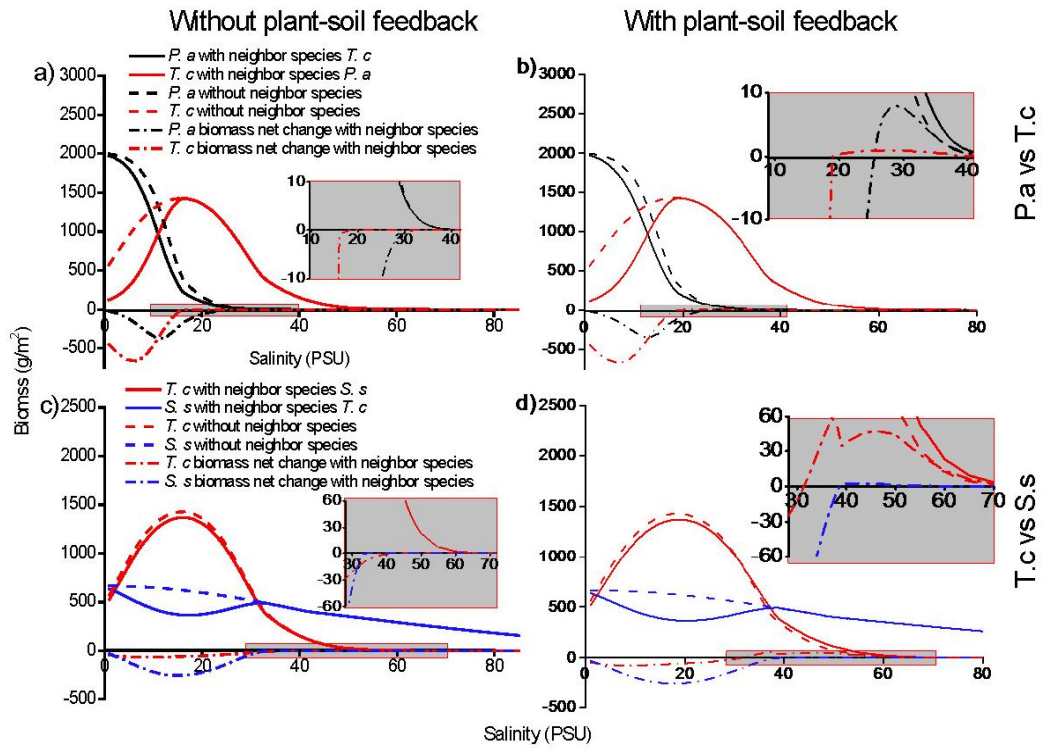 Without plant-soil feedback
With plant-soil feedback
a)
P. a with neighbor species T. c
T. c with neighbor species P. a
P. a without neighbor species
T. c without neighbor species
P. a biomass net change with neighbor species
T. c biomass net change with neighbor species
3000
2500
2000
1500
1000
500
0
-500
0 20 40 60 80
Salinity (PSU)
10
0
-10
10 20 30 40
b)
3000
2500
2000
1500
1000
500
0
-500
0 20 40 60 80
10
0
-10
10 20 30 40
P.a vs T.c
Biomss (g/m²)
c)
T. c with neighbor species S. s
S. s with neighbor species T. c
T. c without neighbor species
S. s without neighbor species
T. c biomass net change with neighbor species
S. s biomass net change with neighbor species
2500
2000
1500
1000
500
0
-500
0 20 40 60 80
60
30
0
-30
60
30 40 50 60 70
d)
2500
2000
1500
1000
500
0
-500
0 20 40 60 80
60
30
0
-30
-60
30 40 50 60 70
T.c vs S.s
Salinity (PSU)